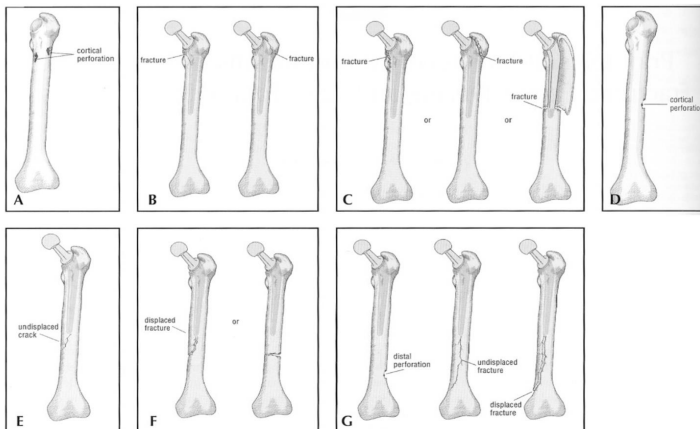 cortical
perforation
A
fracture
fracture
B
fracture
fracture
fracture
or
or
C
cortical
perforatio
D
undisplaced
crack
E
displaced
fracture
or
F
distal
perforation
undisplaced
fracture
displaced
fracture
G